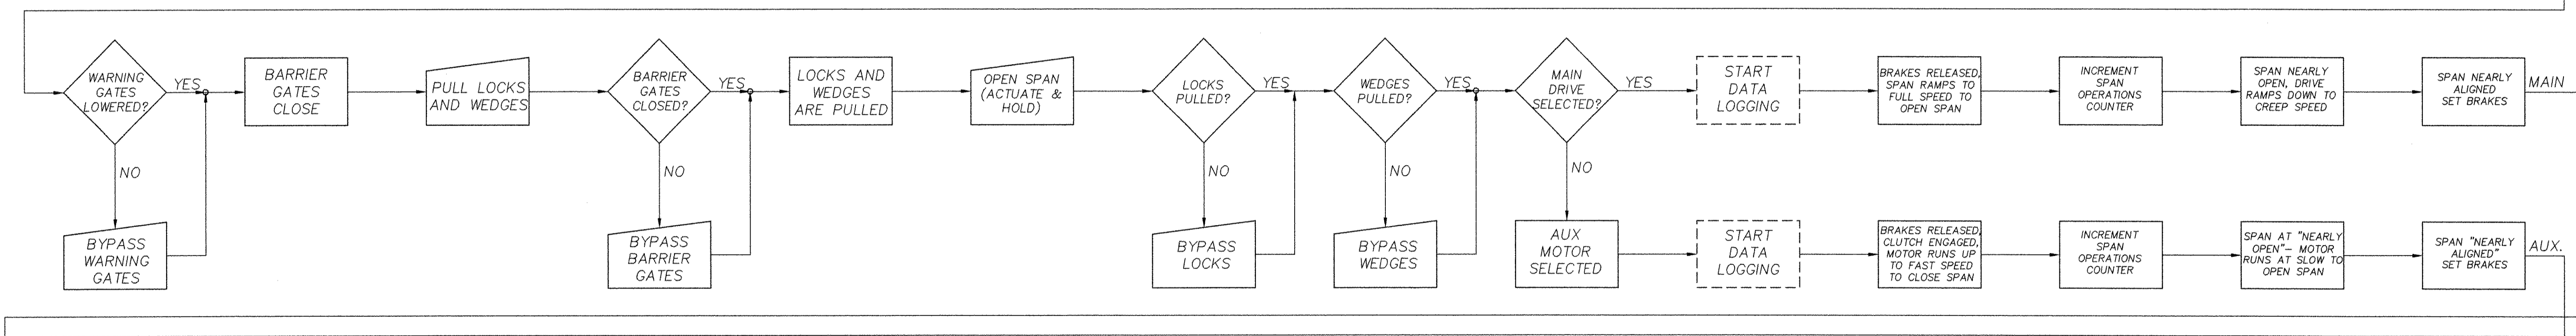 WARNING
GATES
LOWERED?
YES
NO
BYPASS
WARNING
GATES
BARRIER
GATES
CLOSE
PULL LOCKS
AND WEDGES
BARRIER
GATES
CLOSED?
YES
NO
BYPASS
BARRIER
GATES
LOCKS AND
WEDGES
ARE PULLED
OPEN SPAN
(ACTUATE &
HOLD)
LOCKS
PULLED?
YES
NO
BYPASS
LOCKS
WEDGES
PULLED?
YES
NO
BYPASS
WEDGES
MAIN
DRIVE
SELECTED?
YES
NO
START
DATA
LOGGING
BRAKES RELEASED,
SPAN RAMPS TO
FULL SPEED TO
OPEN SPAN
INCREMENT
SPAN
OPERATIONS
COUNTER
SPAN NEARLY
OPEN, DRIVE
RAMPS DOWN TO
CREEP SPEED
SPAN NEARLY
ALIGNED
SET BRAKES
MAIN
AUX
MOTOR
SELECTED
START
DATA
LOGGING
BRAKES RELEASED,
CLUTCH ENGAGED,
MOTOR RUNS UP
TO FAST SPEED
TO CLOSE SPAN
INCREMENT
SPAN
OPERATIONS
COUNTER
SPAN AT "NEARLY
OPEN"- MOTOR
RUNS AT SLOW TO
OPEN SPAN
SPAN "NEARLY
ALIGNED"
SET BRAKES
AUX.